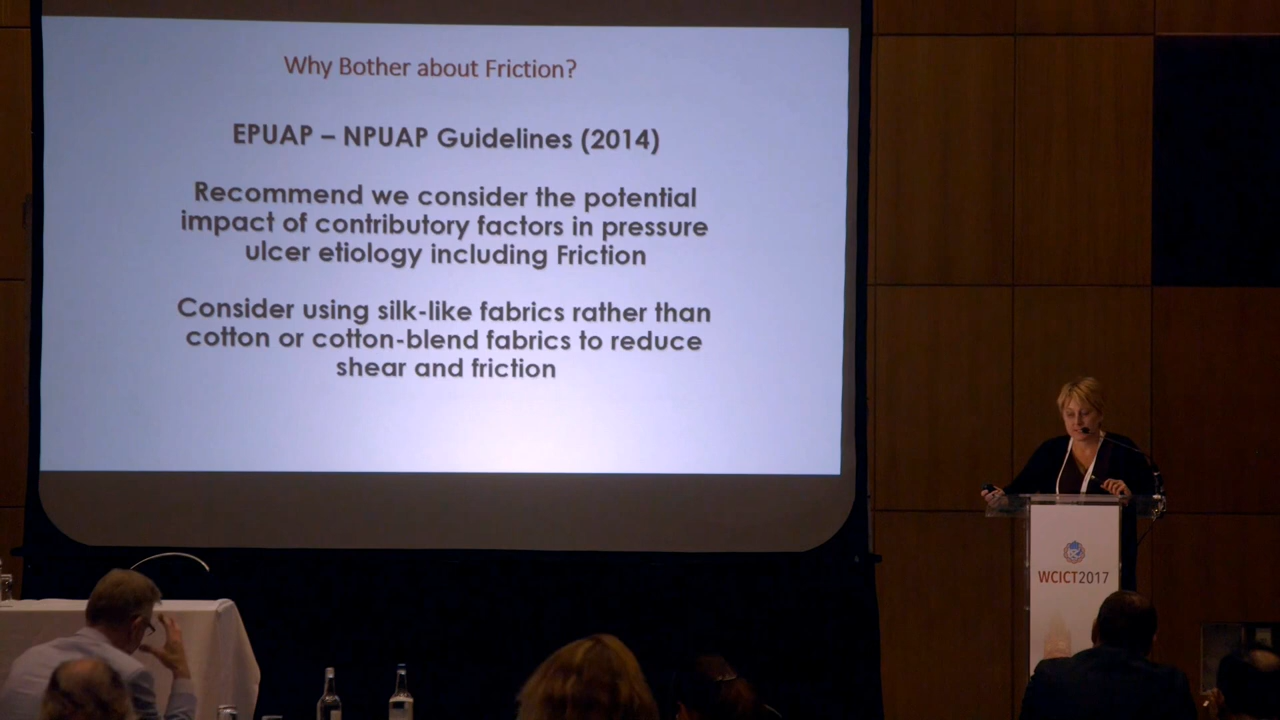 Why Bother about Friction?
EPUAP – NPUAP Guidelines (2014)
Recommend we consider the potential
impact of contributory factors in pressure
ulcer etiology including Friction
Consider using silk-like fabrics rather than
cotton or cotton-blend fabrics to reduce
shear and friction
WCICT2017